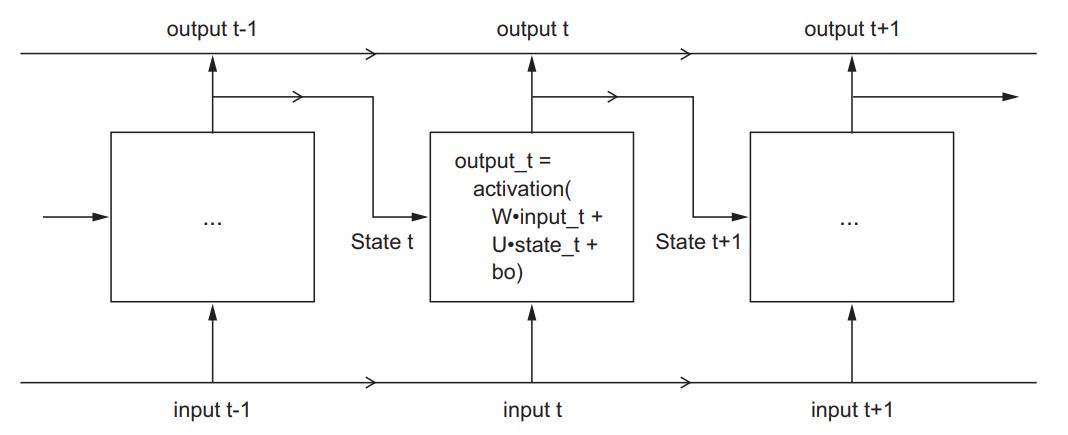 output t-1
output t
output t+1
output_t =
activation(
W•input_t +
U•state_t +
bo)
...
...
State t
State t+1
input t-1
input t
input t+1